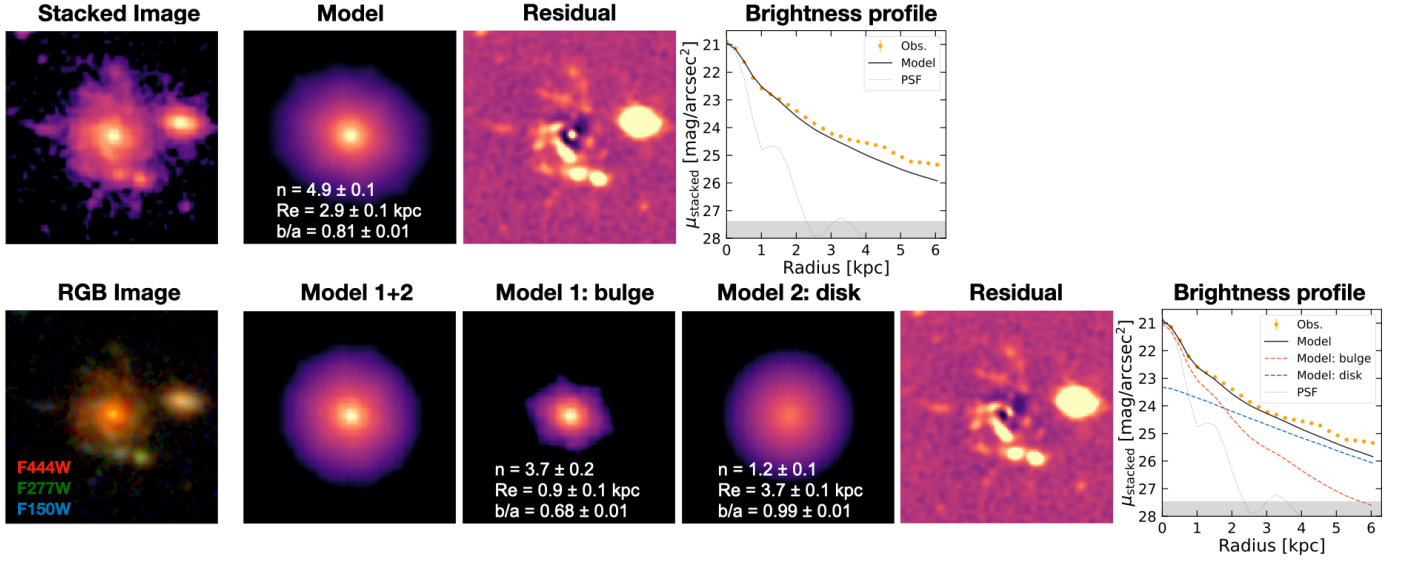 Stacked Image
Model
Residual
Brightness profile
n = 4.9 ± 0.1
Re = 2.9 ± 0.1 kpc
b/a = 0.81 ± 0.01
μstacked [mag/arcsec²]
21
22
23
24
25
26
27
28
Obs.
Model
PSF
0 1 2 3 4 5 6
Radius [kpc]
RGB Image
Model 1+2
Model 1: bulge
Model 2: disk
Residual
Brightness profile
F444W
F277W
F150W
n = 3.7 ± 0.2
Re = 0.9 ± 0.1 kpc
b/a = 0.68 ± 0.01
n = 1.2 ± 0.1
Re = 3.7 ± 0.1 kpc
b/a = 0.99 ± 0.01
μstacked [mag/arcsec²]
21
22
23
24
25
26
27
28
Obs.
Model
Model: bulge
Model: disk
PSF
0 1 2 3 4 5 6
Radius [kpc]